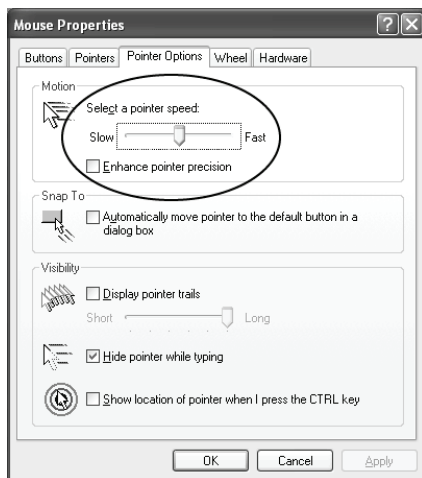 Mouse Properties
Buttons Pointers Pointer Options Wheel Hardware
Motion
Select a pointer speed:
Slow Fast
Enhance pointer precision
Snap To
Automatically move pointer to the default button in a
dialog box
Visibility
Display pointer trails
Short Long
Hide pointer while typing
Show location of pointer when I press the CTRL key
OK Cancel Apply